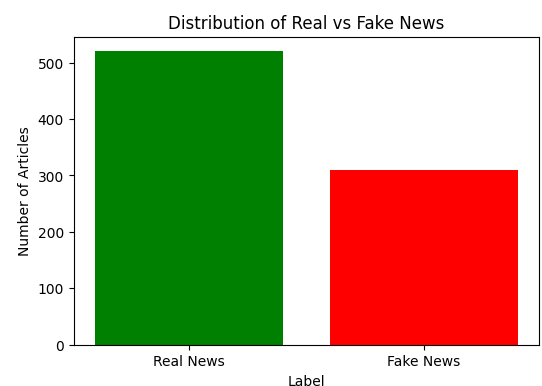 Distribution of Real vs Fake News
Number of Articles
500
400
300
200
100
0
Real News Fake News
Label